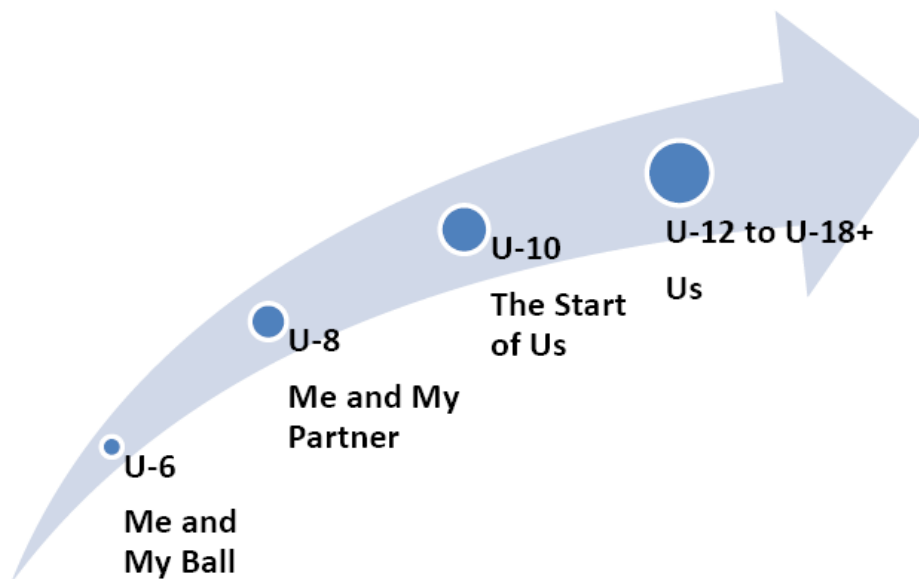 U-6
Me and
My Ball
U-8
Me and My
Partner
U-10
The Start
of Us
U-12 to U-18+
Us